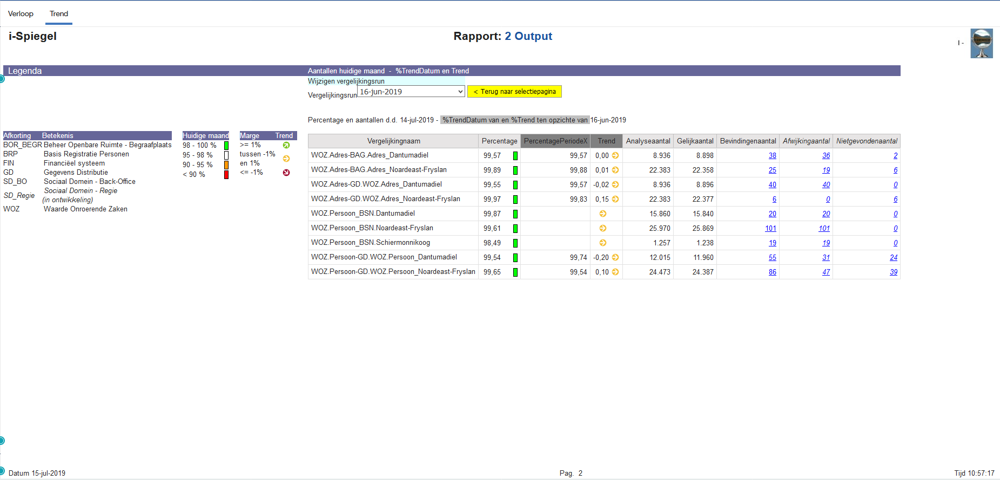 Verloop Trend
i-Spiegel Rapport: 2 Output I -
Legenda Aantallen huidige maand - %TrendDatum en Trend
Wijzigen vergelijkingsrun
Vergelijkingsrun 16-jun-2019 < Terug naar selectiepagina
Percentage en aantallen d.d. 14-jul-2019 - %TrendDatum van en %Trend ten opzichte van 16-jun-2019
Afkorting Betekenis Huidige maand Marge Trend
BOR_BEGR Beheer Openbare Ruimte - Begraafplaats 98 - 100 % >= 1%
BRP Basis Registratie Personen 95 - 98 % tussen -1%
FIN Financiëel systeem 90 - 95 % en 1%
GD Gegevens Distributie < 90 % <= -1%
SD_BO Sociaal Domein - Back-Office
SD_Regie Sociaal Domein - Regie
(in ontwikkeling)
WOZ Waarde Onroerende Zaken
Vergelijkingnaam Percentage PercentagePeriodeX Trend Analyseaantal Gelijkaantal Bevindingenaantal Afwijkingaantal Nietgevondenaantal
WOZ.Adres-BAG.Adres_Dantumadiel 99,57 99,57 0,00 8.936 8.898 38 36 2
WOZ.Adres-BAG.Adres_Noardeast-Fryslan 99,89 99,88 0,01 22.383 22.358 25 19 6
WOZ.Adres-GD.WOZ.Adres_Dantumadiel 99,55 99,57 -0,02 8.936 8.896 40 40 0
WOZ.Adres-GD.WOZ.Adres_Noardeast-Fryslan 99,97 99,83 0,15 22.383 22.377 6 0 6
WOZ.Persoon_BSN.Dantumadiel 99,87 15.860 15.840 20 20 0
WOZ.Persoon_BSN.Noardeast-Fryslan 99,61 25.970 25.869 101 101 0
WOZ.Persoon_BSN.Schiermonnikoog 98,49 1.257 1.238 19 19 0
WOZ.Persoon-GD.WOZ.Persoon_Dantumadiel 99,54 99,74 -0,20 12.015 11.960 55 31 24
WOZ.Persoon-GD.WOZ.Persoon_Noardeast-Fryslan 99,65 99,54 0,10 24.473 24.387 86 47 39
Datum 15-jul-2019 Pag. 2 Tijd 10:57:17